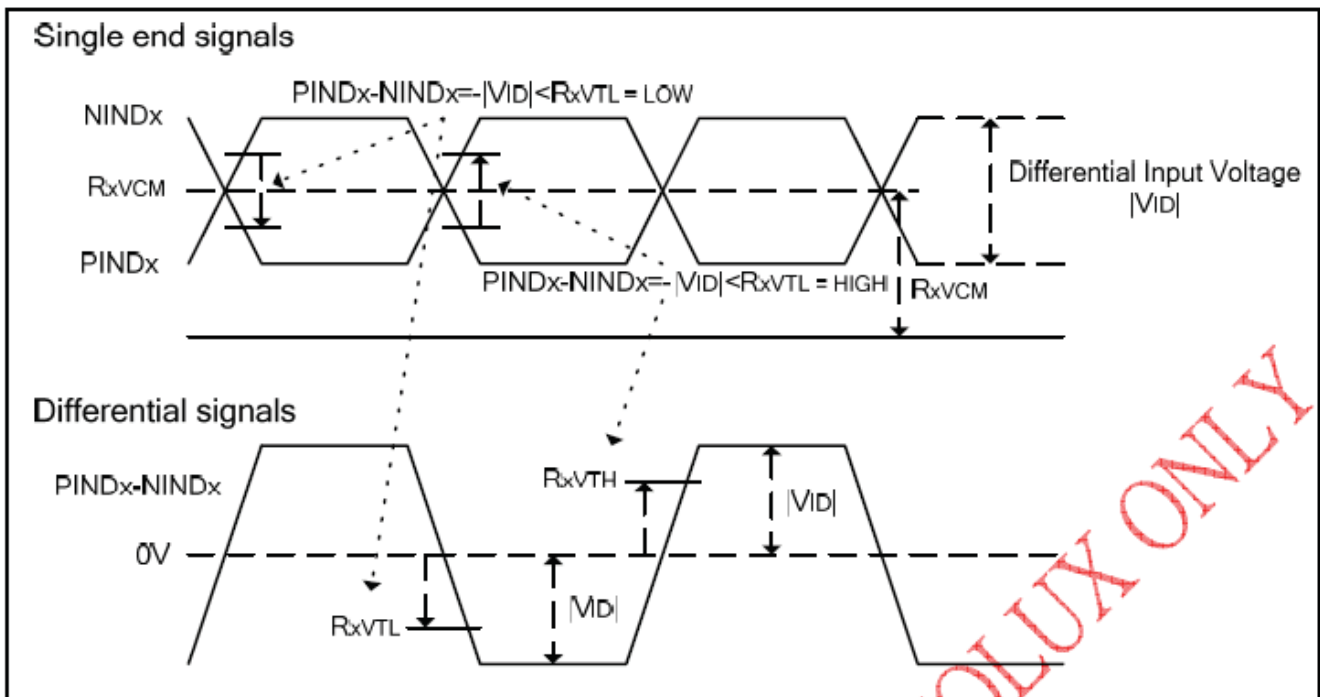 Single end signals
PINDx-NINDx=-|VID|<RxVTL = LOW
NINDx
RxVCM
Differential Input Voltage
|VID|
PINDx
PINDx-NINDx=-|VID|<RxVTL = HIGH
RxVCM
Differential signals
PINDx-NINDx
RxVTH
|VID|
0V
|VID|
RxVTL
OLUX ONLY